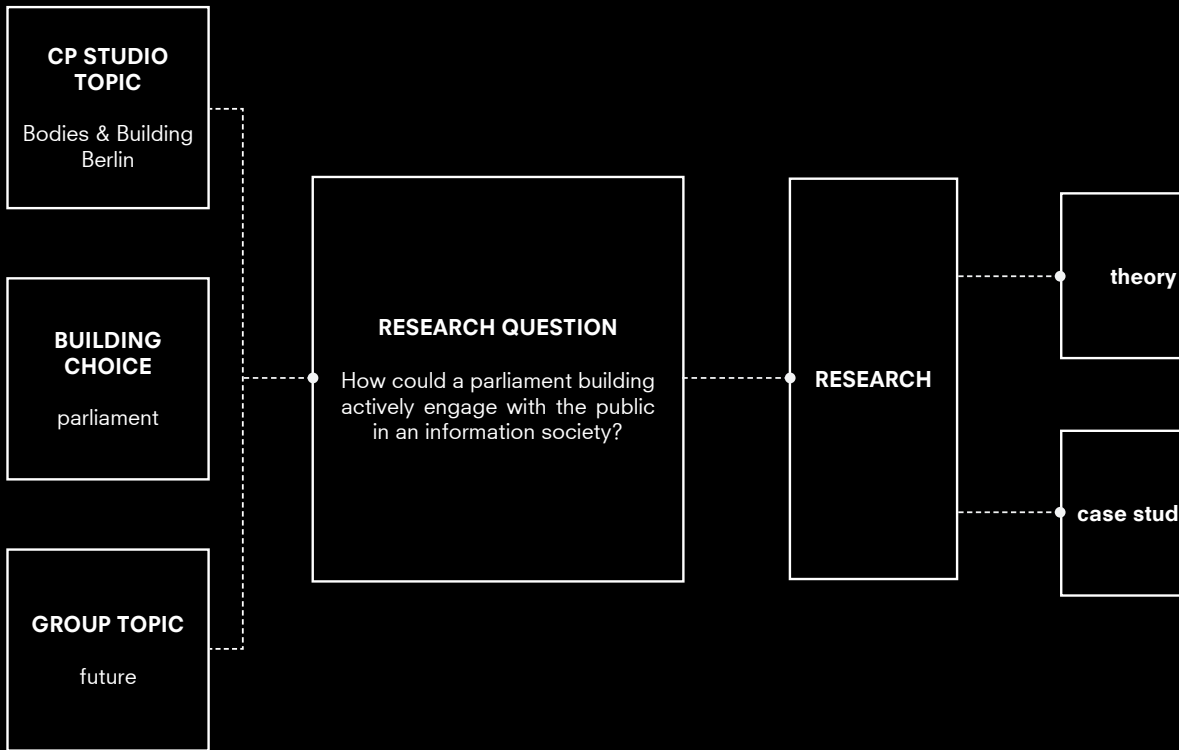 CP STUDIO
TOPIC
Bodies & Building
Berlin
BUILDING
CHOICE
parliament
GROUP TOPIC
future
RESEARCH QUESTION
How could a parliament building
actively engage with the public
in an information society?
RESEARCH
theory
case stud